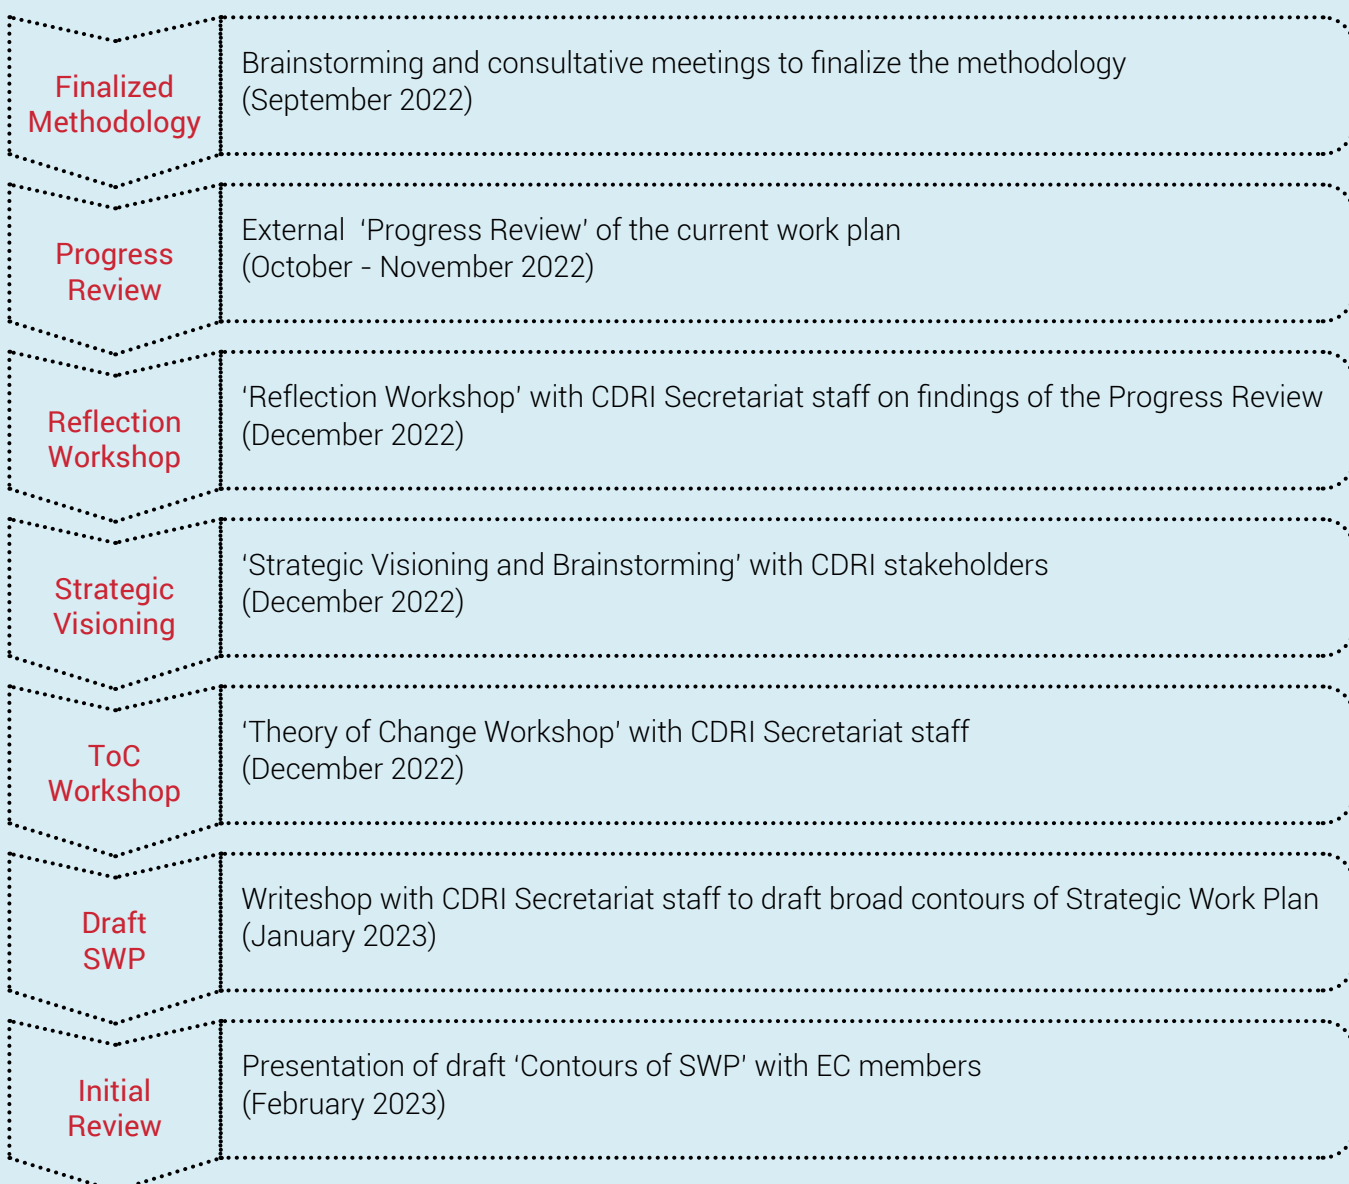 Finalized
Methodology
Brainstorming and consultative meetings to finalize the methodology
(September 2022)
Progress
Review
External ‘Progress Review’ of the current work plan
(October - November 2022)
Reflection
Workshop
‘Reflection Workshop’ with CDRI Secretariat staff on findings of the Progress Review
(December 2022)
Strategic
Visioning
‘Strategic Visioning and Brainstorming’ with CDRI stakeholders
(December 2022)
ToC
Workshop
‘Theory of Change Workshop’ with CDRI Secretariat staff
(December 2022)
Draft
SWP
Writeshop with CDRI Secretariat staff to draft broad contours of Strategic Work Plan
(January 2023)
Initial
Review
Presentation of draft ‘Contours of SWP’ with EC members
(February 2023)